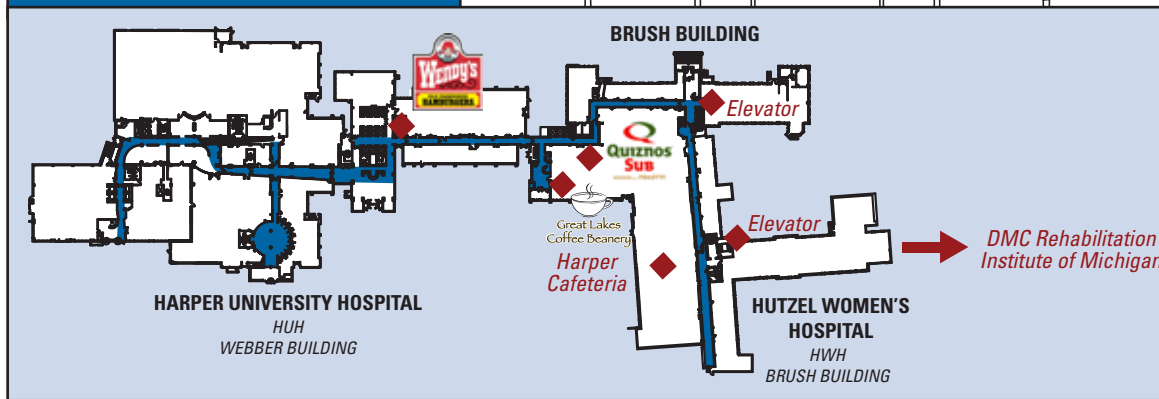 BRUSH BUILDING
WENDY'S
OLD FASHIONED
HAMBURGERS
Elevator
QUIZNOS
SUB
Great Lakes
Coffee Beanery
Elevator
Harper
Cafeteria
DMC Rehabilitation
Institute of Michigan
HARPER UNIVERSITY HOSPITAL
HUH
WEBBER BUILDING
HUTZEL WOMEN'S
HOSPITAL
HWH
BRUSH BUILDING